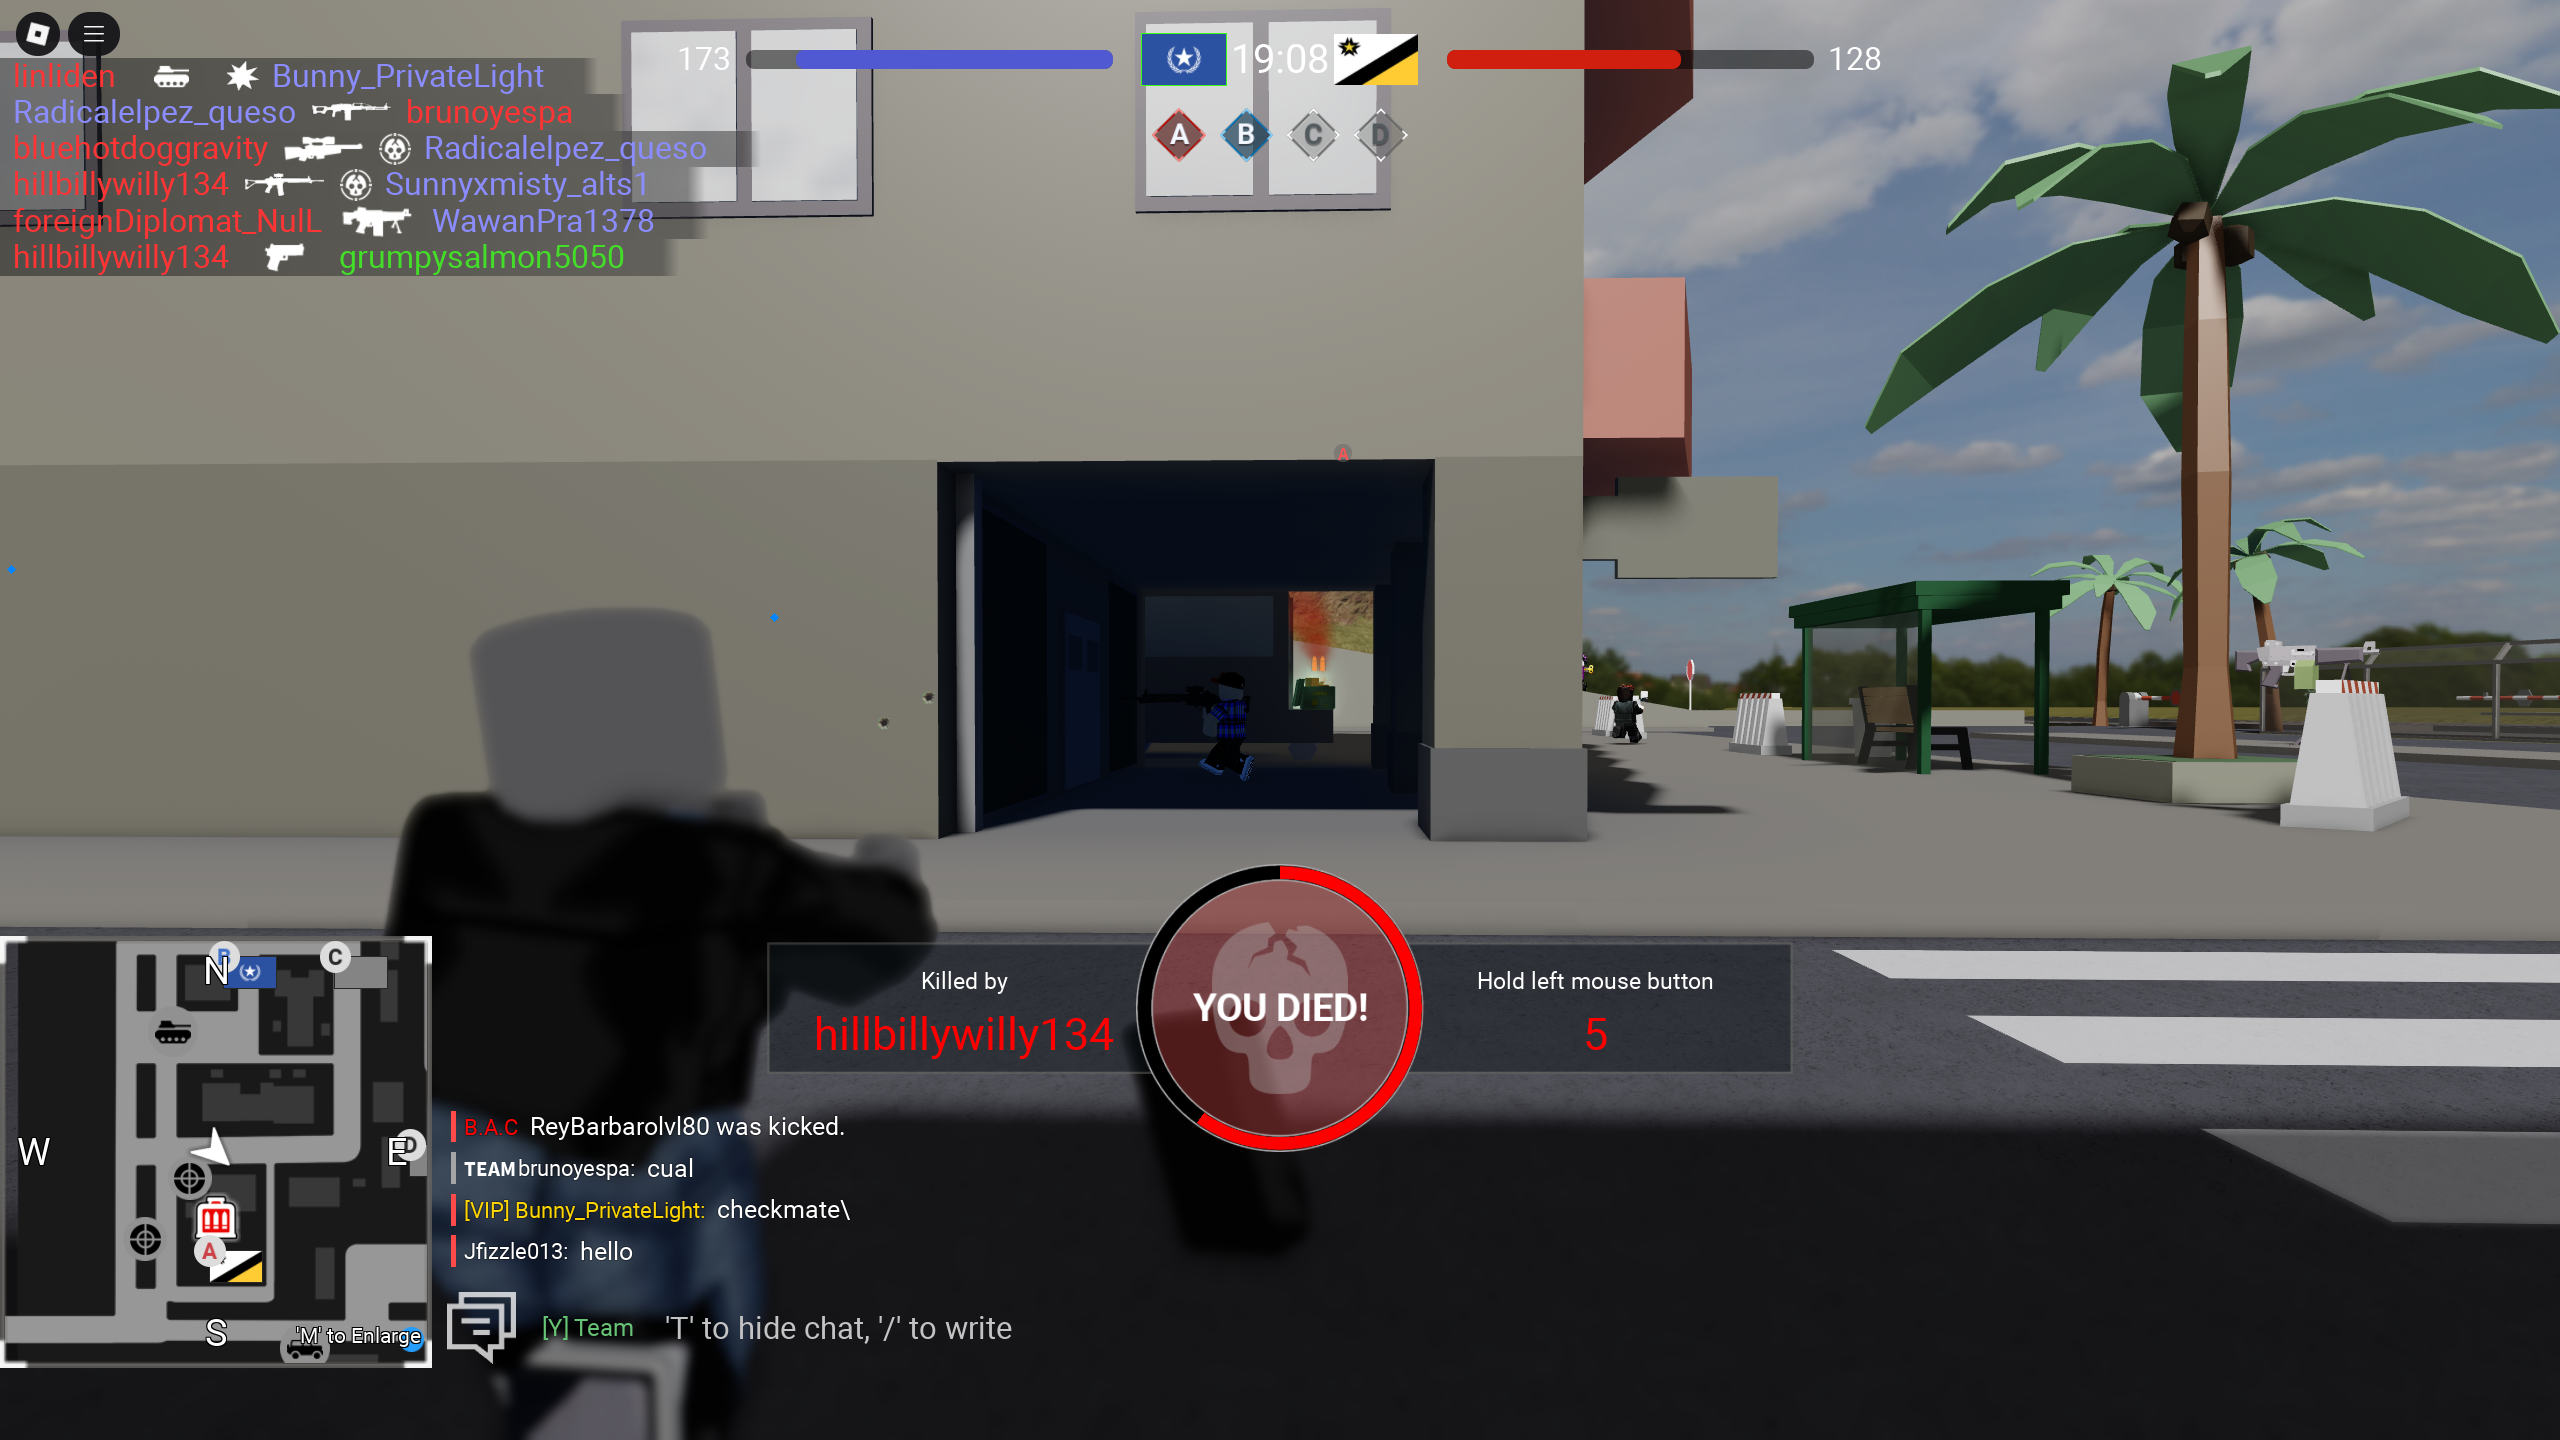 173
19:08
128
A B C D
llnllden Bunny_PrivateLight
Radicalelpez_queso brunoyespa
bluehotdoggravity Radicalelpez_queso
hillbillywilly134 Sunnyxmisty_alts1
foreignDiplomat_NulL WawanPra1378
hillbillywilly134 grumpysalmon5050
A
Killed by
hillbillywilly134
YOU DIED!
Hold left mouse button
5
B
N
C
W
E
D
A
S
'M' to Enlarge
B.A.C ReyBarbarolvl80 was kicked.
TEAM brunoyespa: cual
[VIP] Bunny_PrivateLight: checkmate\
Jfizzle013: hello
[Y] Team 'T' to hide chat, '/' to write